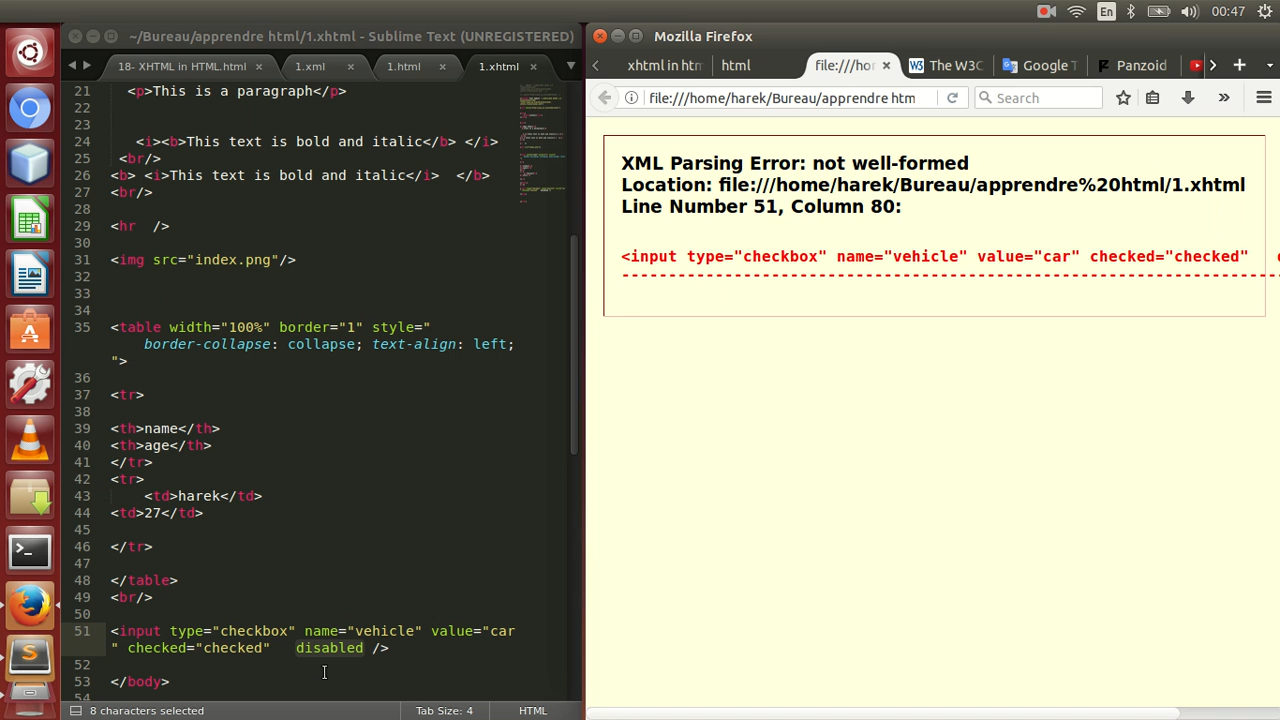 En
00:47
~/Bureau/apprendre html/1.xhtml - Sublime Text (UNREGISTERED)
18- XHTML in HTML.html
1.xml
1.html
1.xhtml
21 <p>This is a paragraph</p>
22
23
24 <i><b>This text is bold and italic</b> </i>
25 <br/>
26 <b> <i>This text is bold and italic</i>  </b>
27 <br/>
28
29 <hr  />
30
31 <img src="index.png"/>
32
33
34
35 <table width="100%" border="1" style="
border-collapse: collapse; text-align: left;
">
36
37 <tr>
38
39 <th>name</th>
40 <th>age</th>
41 </tr>
42 <tr>
43 <td>harek</td>
44 <td>27</td>
45
46 </tr>
47
48 </table>
49 <br/>
50
51 <input type="checkbox" name="vehicle" value="car
" checked="checked"   disabled />
52
53 </body>
54
8 characters selected
Tab Size: 4
HTML
Mozilla Firefox
xhtml in htm
html
file:///ho
The W3C
Google T
Panzoid
file:///home/harek/Bureau/apprendre htm
Search
XML Parsing Error: not well-formed
Location: file:///home/harek/Bureau/apprendre%20html/1.xhtml
Line Number 51, Column 80:
<input type="checkbox" name="vehicle" value="car" checked="checked"
--------------------------------------------------------------------